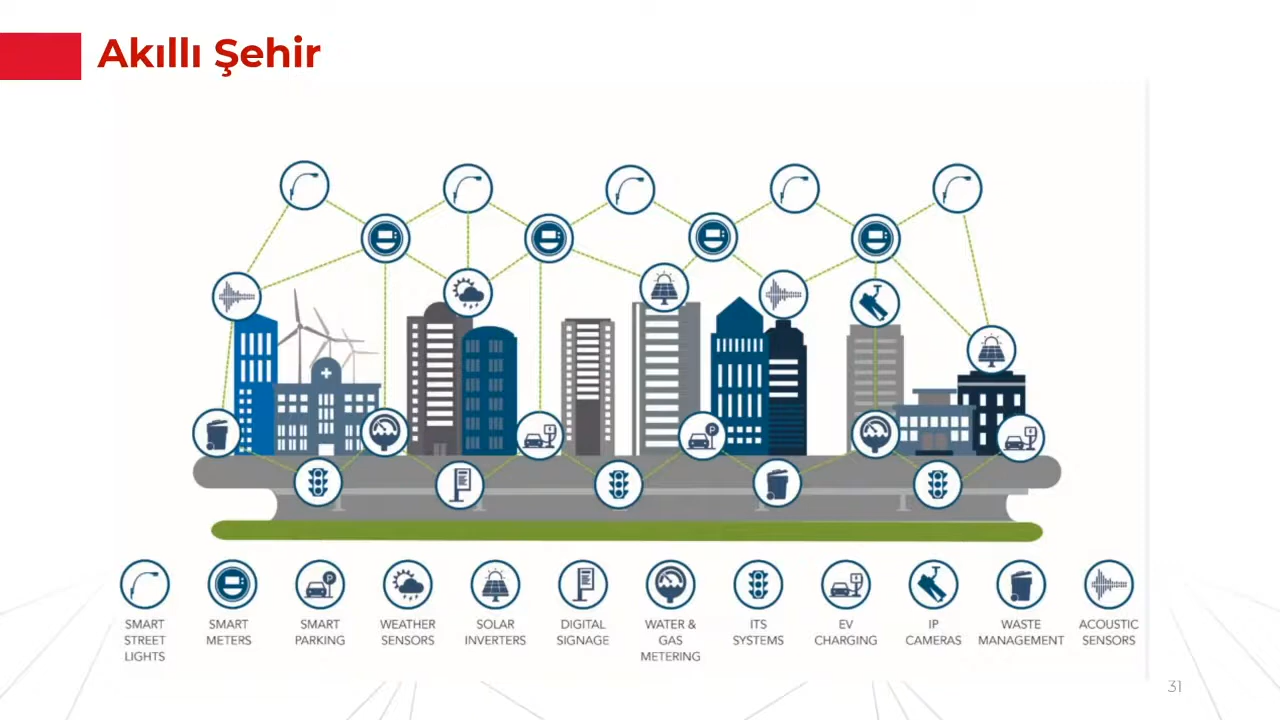 Akıllı Şehir
P
SMART
STREET
LIGHTS
SMART
METERS
P
SMART
PARKING
WEATHER
SENSORS
SOLAR
INVERTERS
DIGITAL
SIGNAGE
WATER &
GAS
METERING
ITS
SYSTEMS
EV
CHARGING
IP
CAMERAS
WASTE
MANAGEMENT
ACOUSTIC
SENSORS
31